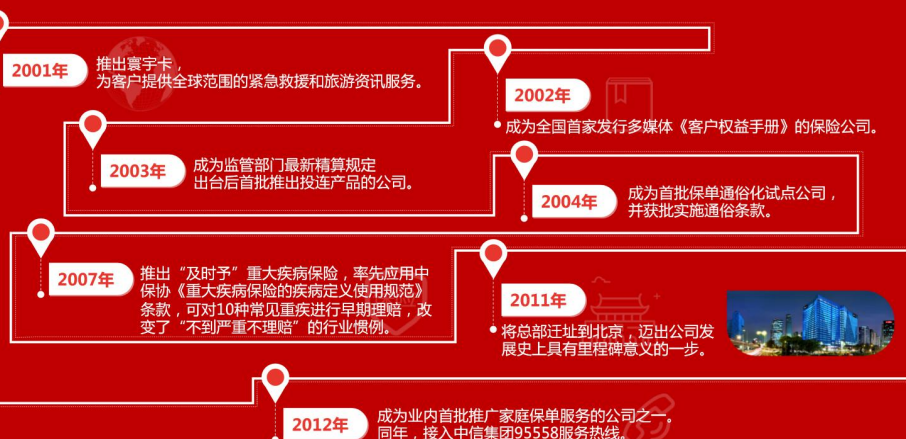 2001年
推出寰宇卡，
为客户提供全球范围的紧急救援和旅游资讯服务。
2002年
成为全国首家发行多媒体《客户权益手册》的保险公司。
2003年
成为监管部门最新精算规定
出台后首批推出投连产品的公司。
2004年
成为首批保单通俗化试点公司，
并获批实施通俗条款。
2007年
推出“及时予”重大疾病保险，率先应用中
保协《重大疾病保险的疾病定义使用规范》
条款，可对10种常见重疾进行早期理赔，改
变了“不到严重不理赔”的行业惯例。
2011年
将总部迁址到北京，迈出公司发
展史上具有里程碑意义的一步。
2012年
成为业内首批推广家庭保单服务的公司之一。
同年，接入中信集团95558服务热线。